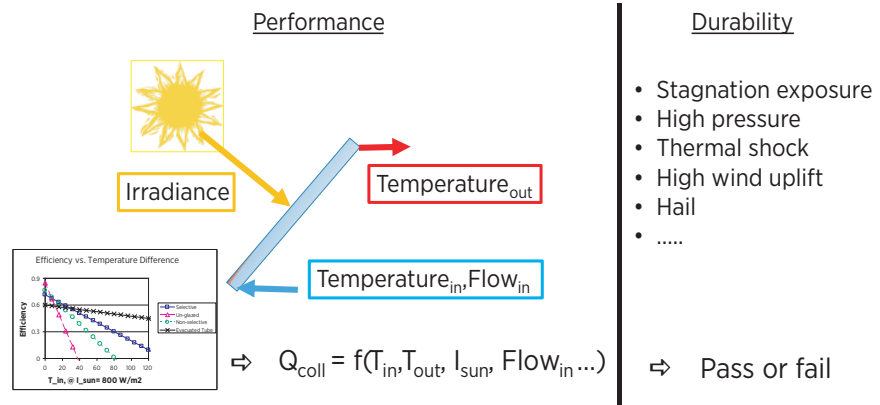 Performance
Irradiance
Temperature_out
Temperature_in,Flow_in
Efficiency vs. Temperature Difference
Efficiency
0.9
0.6
0.3
0
0 20 40 60 80 100 120
T_in, @ I_sun= 800 W/m2
Selective
Un-glazed
Non-selective
Evacuated Tube
⇨ Q_coll = f(T_in,T_out, I_sun, Flow_in ...)
Durability
• Stagnation exposure
• High pressure
• Thermal shock
• High wind uplift
• Hail
• .....
⇨ Pass or fail